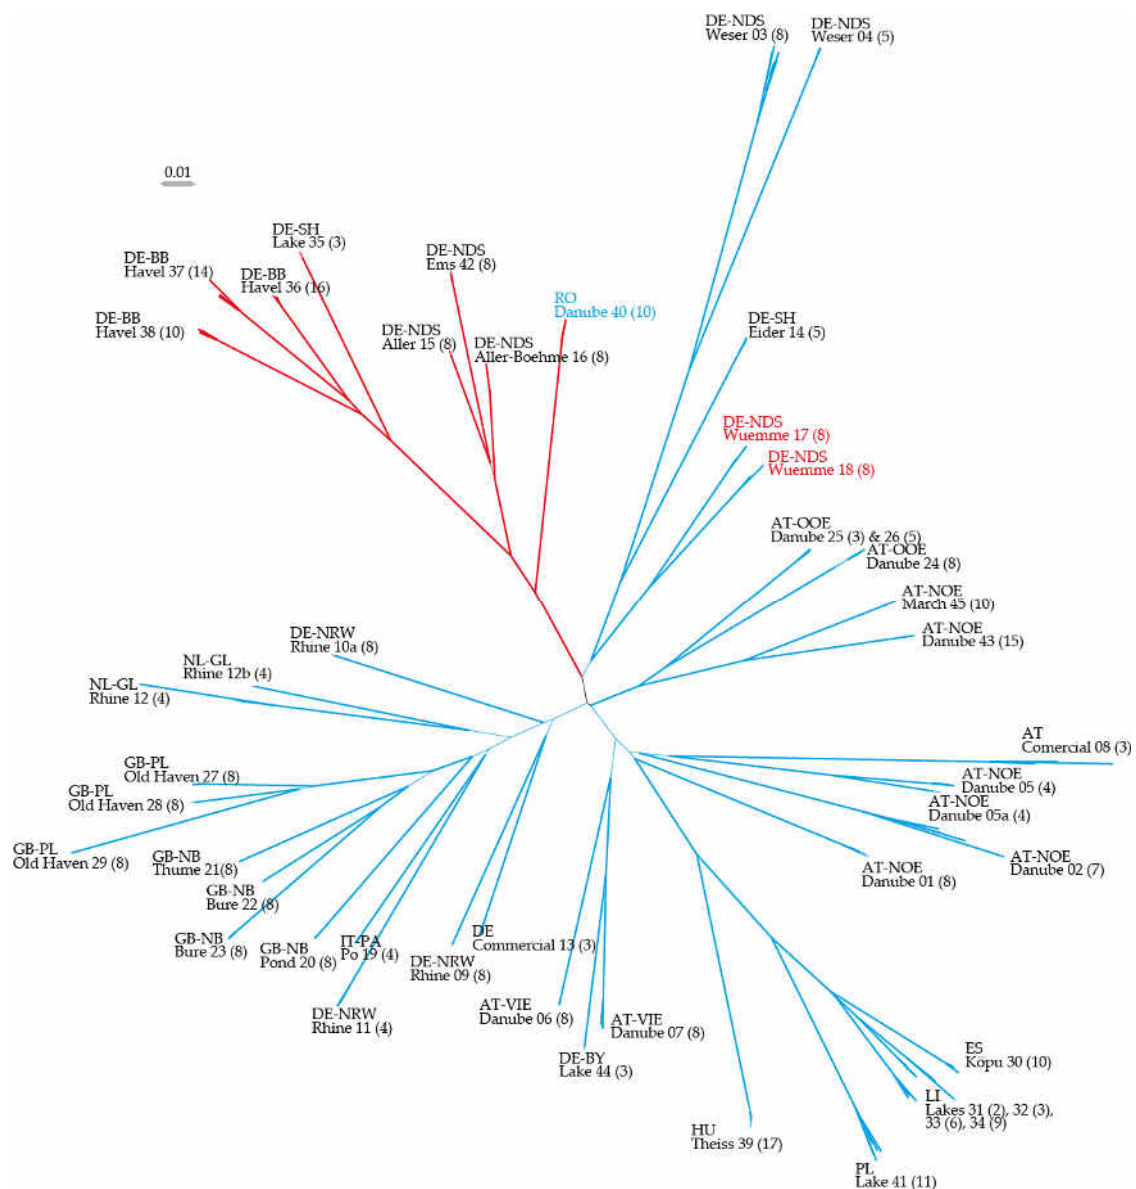 DE-NDS
Weser 03 (8)
DE-NDS
Weser 04 (5)
0.01
DE-SH
Lake 35 (3)
DE-BB
Havel 37 (14)
DE-BB
Havel 36 (16)
DE-BB
Havel 38 (10)
DE-NDS
Ems 42 (8)
DE-NDS
Aller 15 (8)
DE-NDS
Aller-Boehme 16 (8)
RO
Danube 40 (10)
DE-SH
Eider 14 (5)
DE-NDS
Wuemme 17 (8)
DE-NDS
Wuemme 18 (8)
AT-OOE
Danube 25 (3) & 26 (5)
AT-OOE
Danube 24 (8)
AT-NOE
March 45 (10)
AT-NOE
Danube 43 (15)
DE-NRW
Rhine 10a (8)
NL-GL
Rhine 12b (4)
NL-GL
Rhine 12 (4)
AT
Comercial 08 (3)
GB-PL
Old Haven 27 (8)
GB-PL
Old Haven 28 (8)
GB-PL
Old Haven 29 (8)
AT-NOE
Danube 05 (4)
AT-NOE
Danube 05a (4)
AT-NOE
Danube 02 (7)
AT-NOE
Danube 01 (8)
GB-NB
Thume 21(8)
GB-NB
Bure 22 (8)
GB-NB
Bure 23 (8)
GB-NB
Pond 20 (8)
IT-PA
Po 19 (4)
DE-NRW
Rhine 11 (4)
DE-NRW
Rhine 09 (8)
DE
Commercial 13 (3)
AT-VIE
Danube 06 (8)
AT-VIE
Danube 07 (8)
DE-BY
Lake 44 (3)
HU
Theiss 39 (17)
ES
Köpu 30 (10)
LI
Lakes 31 (2), 32 (3),
33 (6), 34 (9)
PL
Lake 41 (11)